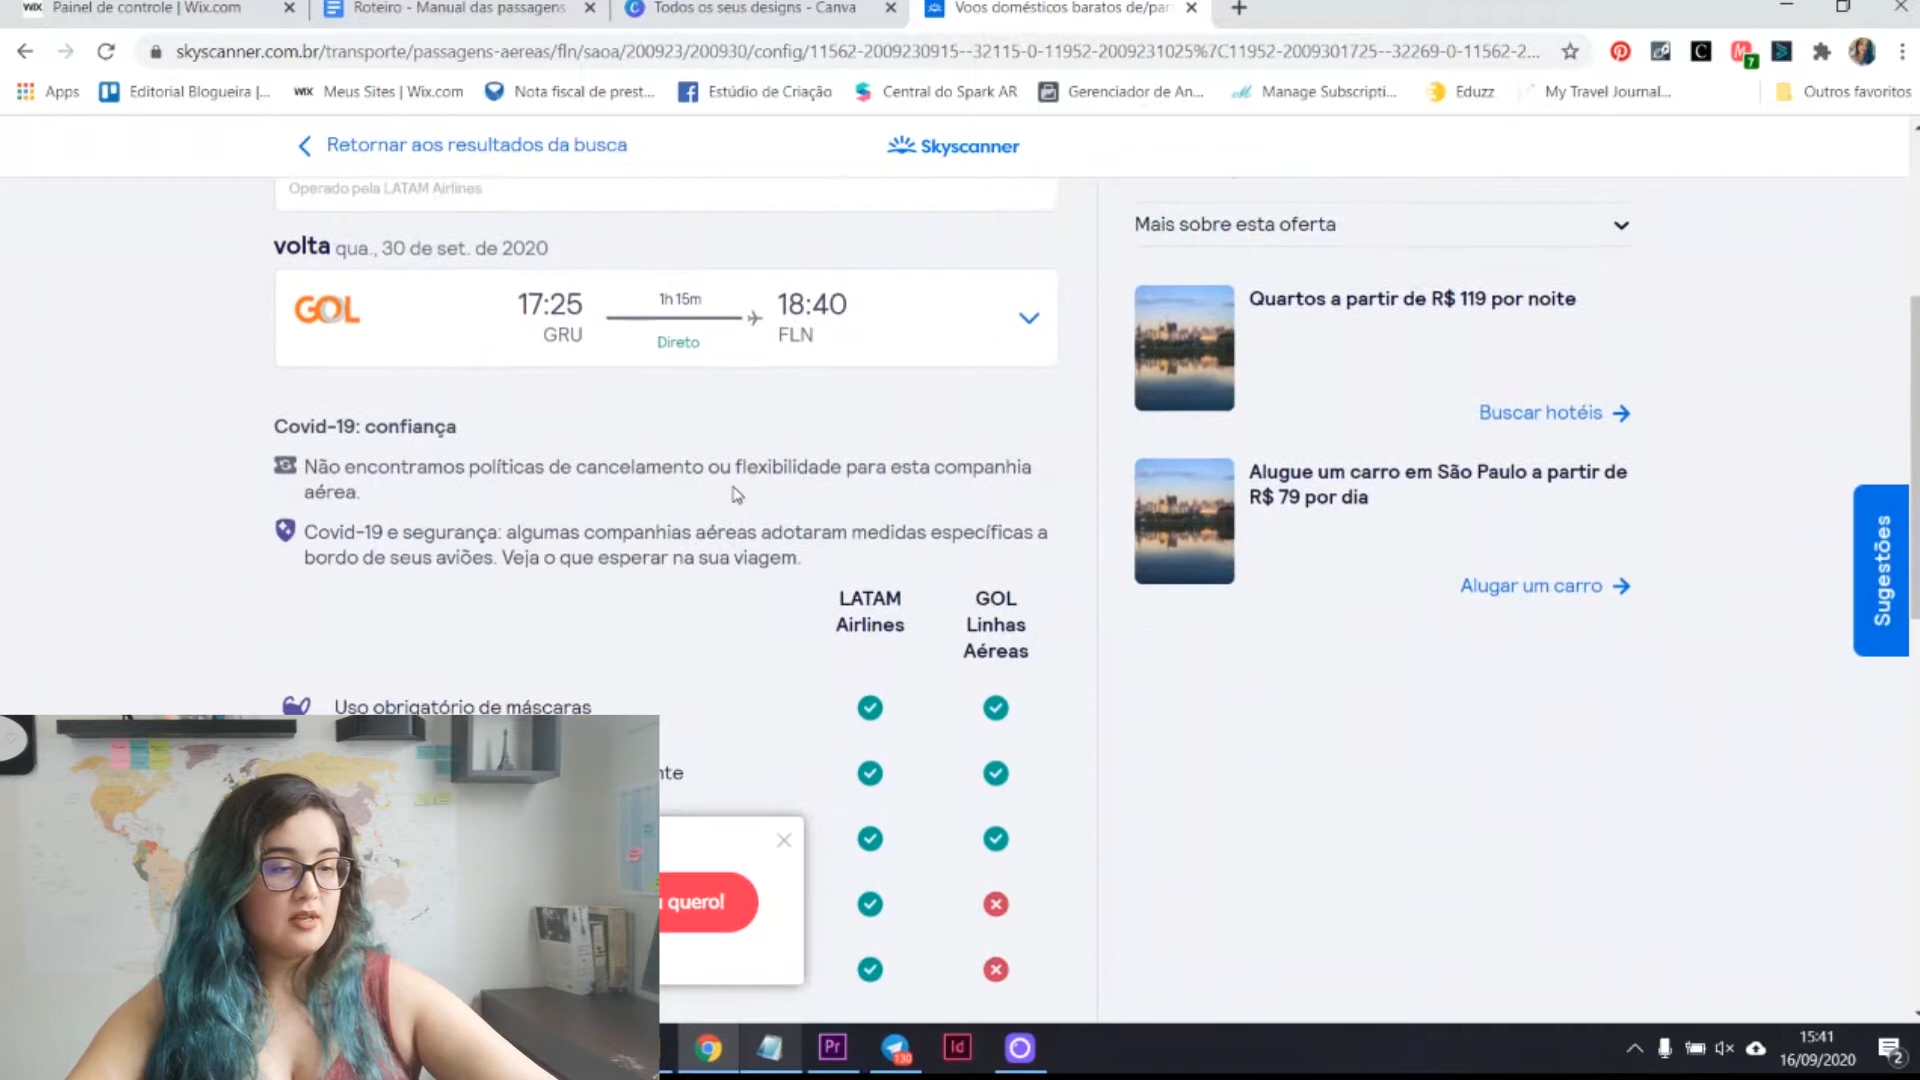 Painel de controle | Wix.com
Roteiro - Manual das passagens
Todos os seus designs - Canva
Voos domésticos baratos de/par
skyscanner.com.br/transporte/passagens-aereas/fln/saoa/200923/200930/config/11562-2009230915--32115-0-11952-2009231025%7C11952-2009301725--32269-0-11562-2...
Apps
Editorial Blogueira |...
WIX Meus Sites | Wix.com
Nota fiscal de prest...
Estúdio de Criação
Central do Spark AR
Gerenciador de An...
Manage Subscripti...
Eduzz
My Travel Journal...
Outros favoritos
Retornar aos resultados da busca
Skyscanner
Operado pela LATAM Airlines
volta qua., 30 de set. de 2020
GOL
17:25
GRU
1h 15m
Direto
18:40
FLN
Covid-19: confiança
Não encontramos políticas de cancelamento ou flexibilidade para esta companhia
aérea.
Covid-19 e segurança: algumas companhias aéreas adotaram medidas específicas a
bordo de seus aviões. Veja o que esperar na sua viagem.
LATAM
Airlines
GOL
Linhas
Aéreas
Uso obrigatório de máscaras
nte
querol
Mais sobre esta oferta
Quartos a partir de R$ 119 por noite
Buscar hotéis
Alugue um carro em São Paulo a partir de
R$ 79 por dia
Alugar um carro
Sugestões
Pr
130
Id
15:41
16/09/2020
2